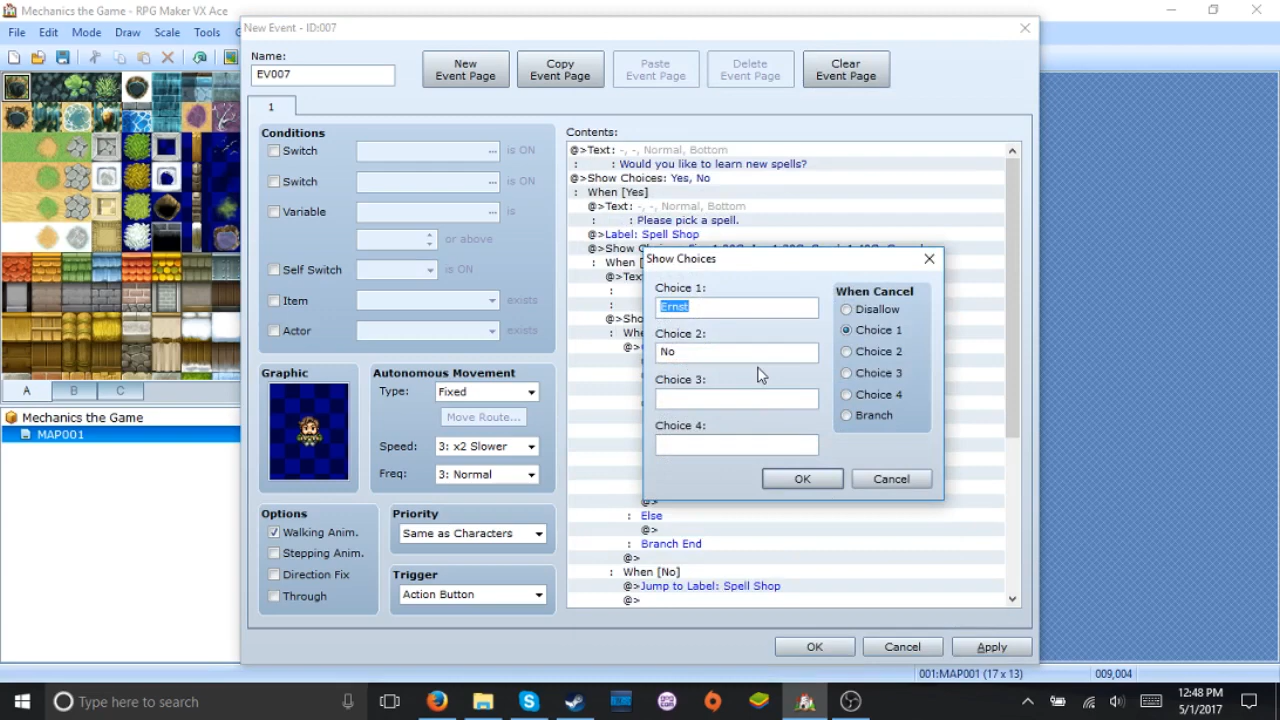 Mechanics the Game - RPG Maker VX Ace
File Edit Mode Draw Scale Tools
New Event - ID:007
Name:
EV007
New Event Page
Copy Event Page
Paste Event Page
Delete Event Page
Clear Event Page
1
Conditions
Switch ... is ON
Switch ... is ON
Variable ... is
or above
Self Switch is ON
Item exists
Actor exists
Graphic
Autonomous Movement
Type: Fixed
Move Route...
Speed: 3: x2 Slower
Freq: 3: Normal
Options
Walking Anim.
Stepping Anim.
Direction Fix
Through
Priority
Same as Characters
Trigger
Action Button
Contents:
@>Text: -, -, Normal, Bottom
: : Would you like to learn new spells?
@>Show Choices: Yes, No
: When [Yes]
@>Text: -, -, Normal, Bottom
: : Please pick a spell.
@>Label: Spell Shop
: When [
@>Text
@>Sho
: Whe
@>
@>
: Else
@>
: Branch End
@>
: When [No]
@>Jump to Label: Spell Shop
@>
Show Choices
Choice 1:
Ernst
Choice 2:
No
Choice 3:
Choice 4:
When Cancel
Disallow
Choice 1
Choice 2
Choice 3
Choice 4
Branch
OK Cancel
OK Cancel Apply
A B C
Mechanics the Game
MAP001
001:MAP001 (17 x 13) 009,004
Type here to search
12:48 PM
5/1/2017